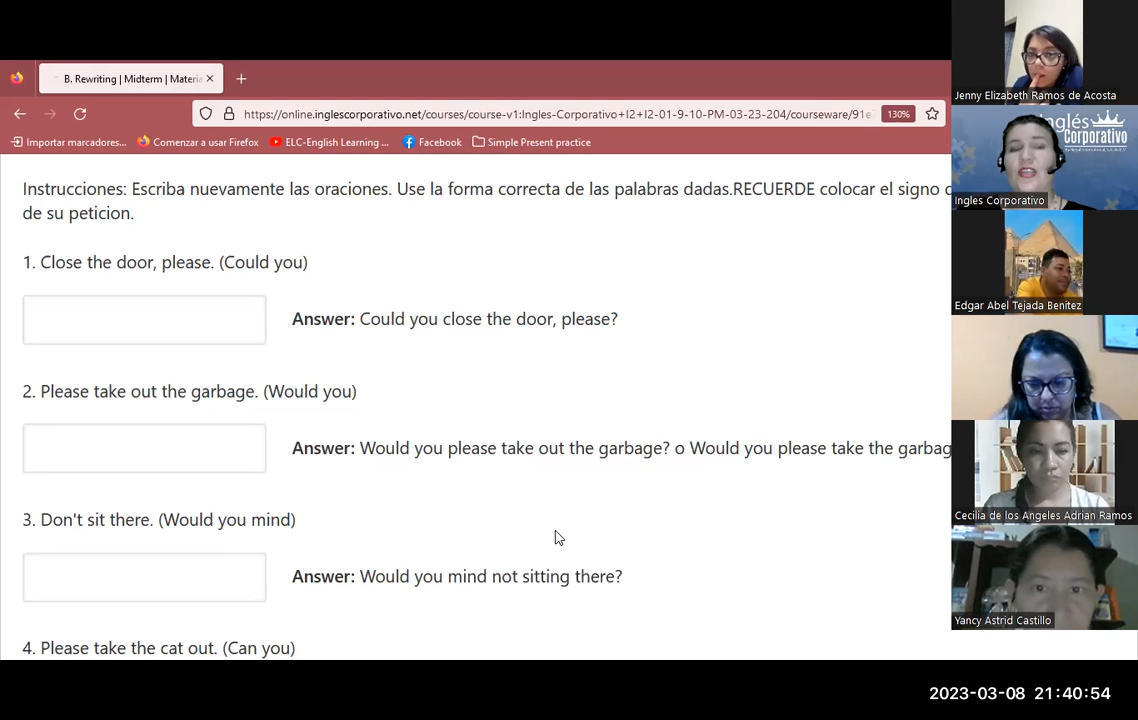 B. Rewriting | Midterm | Materia
https://online.inglescorporativo.net/courses/course-v1:Ingles-Corporativo+I2+I2-01-9-10-PM-03-23-204/courseware/91e
130%
Importar marcadores...
Comenzar a usar Firefox
ELC-English Learning ...
Facebook
Simple Present practice
Instrucciones: Escriba nuevamente las oraciones. Use la forma correcta de las palabras dadas.RECUERDE colocar el signo
de su peticion.
1. Close the door, please. (Could you)
Answer: Could you close the door, please?
2. Please take out the garbage. (Would you)
Answer: Would you please take out the garbage? o Would you please take the garbag
3. Don't sit there. (Would you mind)
Answer: Would you mind not sitting there?
4. Please take the cat out. (Can you)
Jenny Elizabeth Ramos de Acosta
Inglés
Corporativo
Ingles Corporativo
Edgar Abel Tejada Benitez
Cecilia de los Angeles Adrian Ramos
Yancy Astrid Castillo
2023-03-08 21:40:54